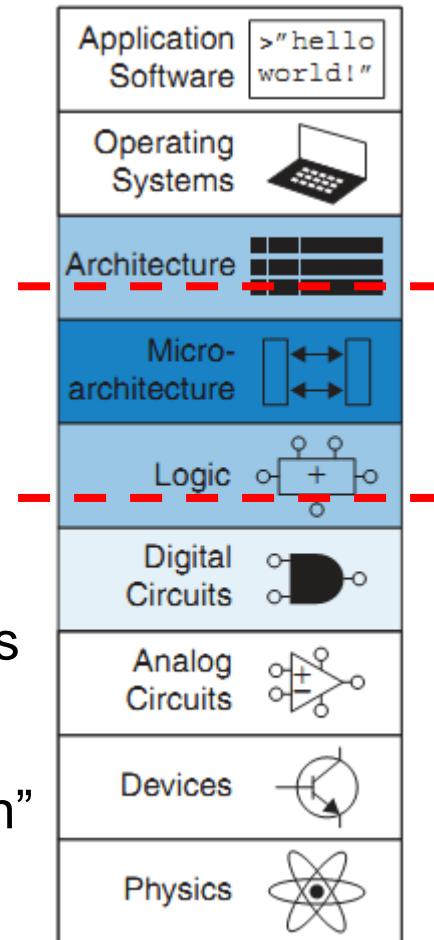 Application
Software
>"hello
world!"
Operating
Systems
Architecture
Micro-
architecture
Logic
+
Digital
Circuits
s
Analog
Circuits
+
−
Devices
n”
Physics